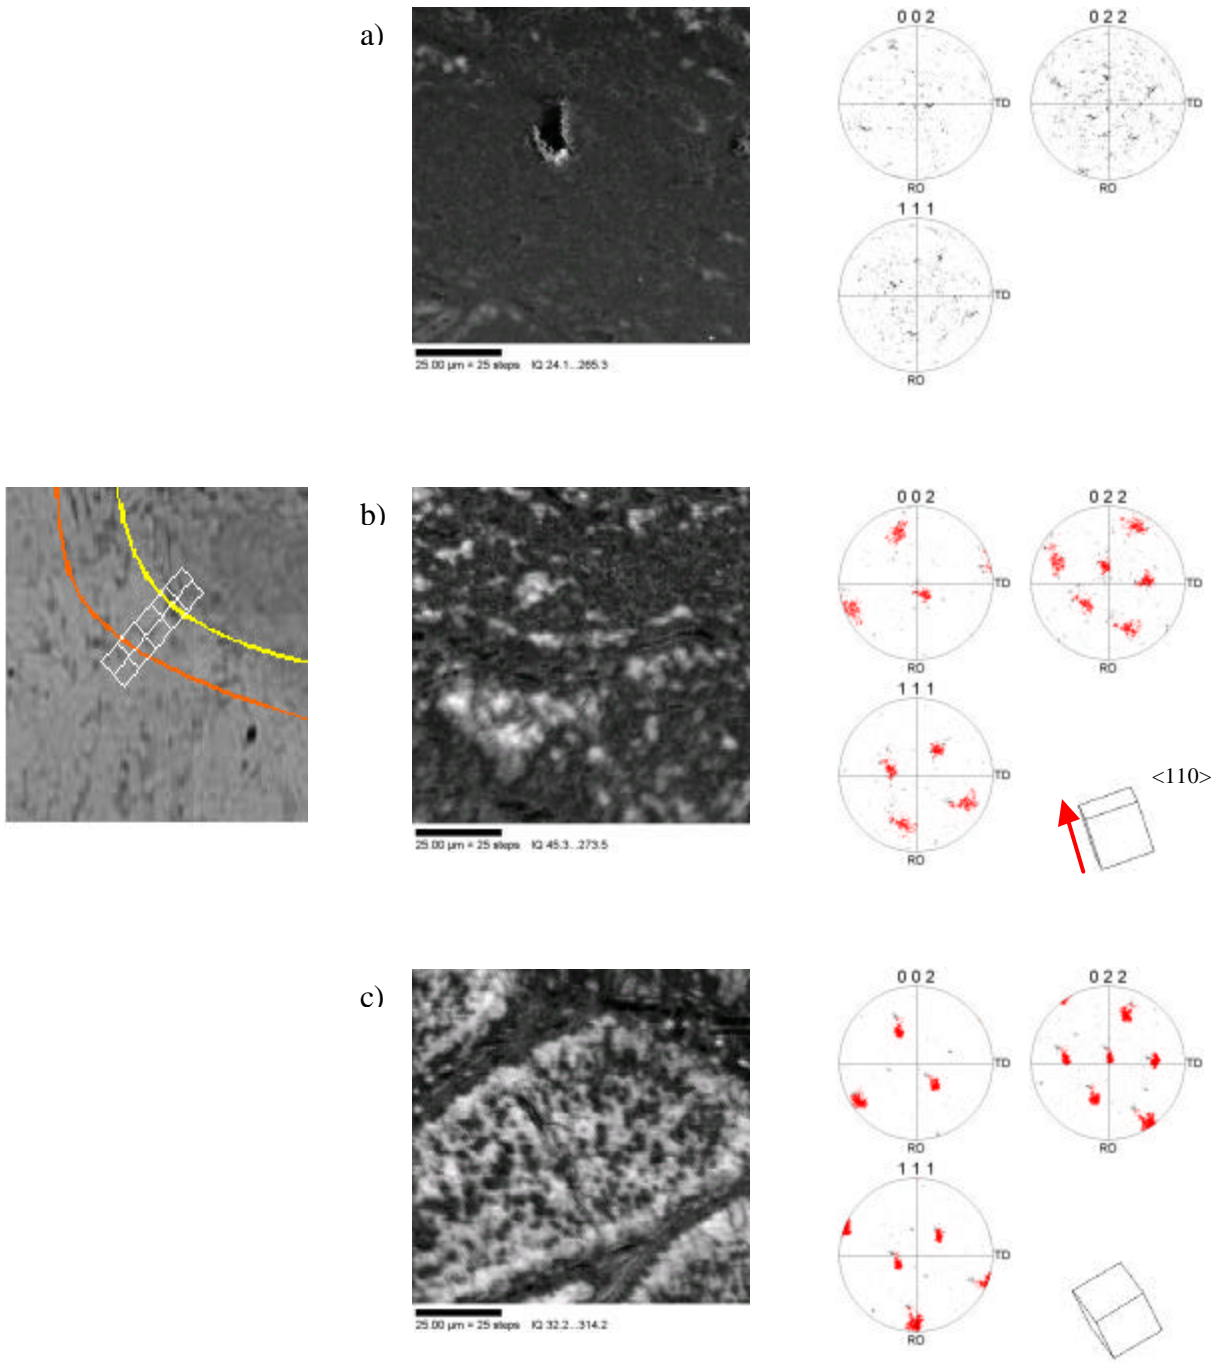 a)
0 0 2
0 2 2
TD
TD
RD
RD
1 1 1
TD
RD
25.00 µm = 25 steps IQ 24.1...265.3
b)
0 0 2
0 2 2
TD
TD
RD
RD
1 1 1
TD
RD
<110>
25.00 µm = 25 steps IQ 45.3...273.5
c)
0 0 2
0 2 2
TD
TD
RD
RD
1 1 1
TD
RD
25.00 µm = 25 steps IQ 32.2...314.2